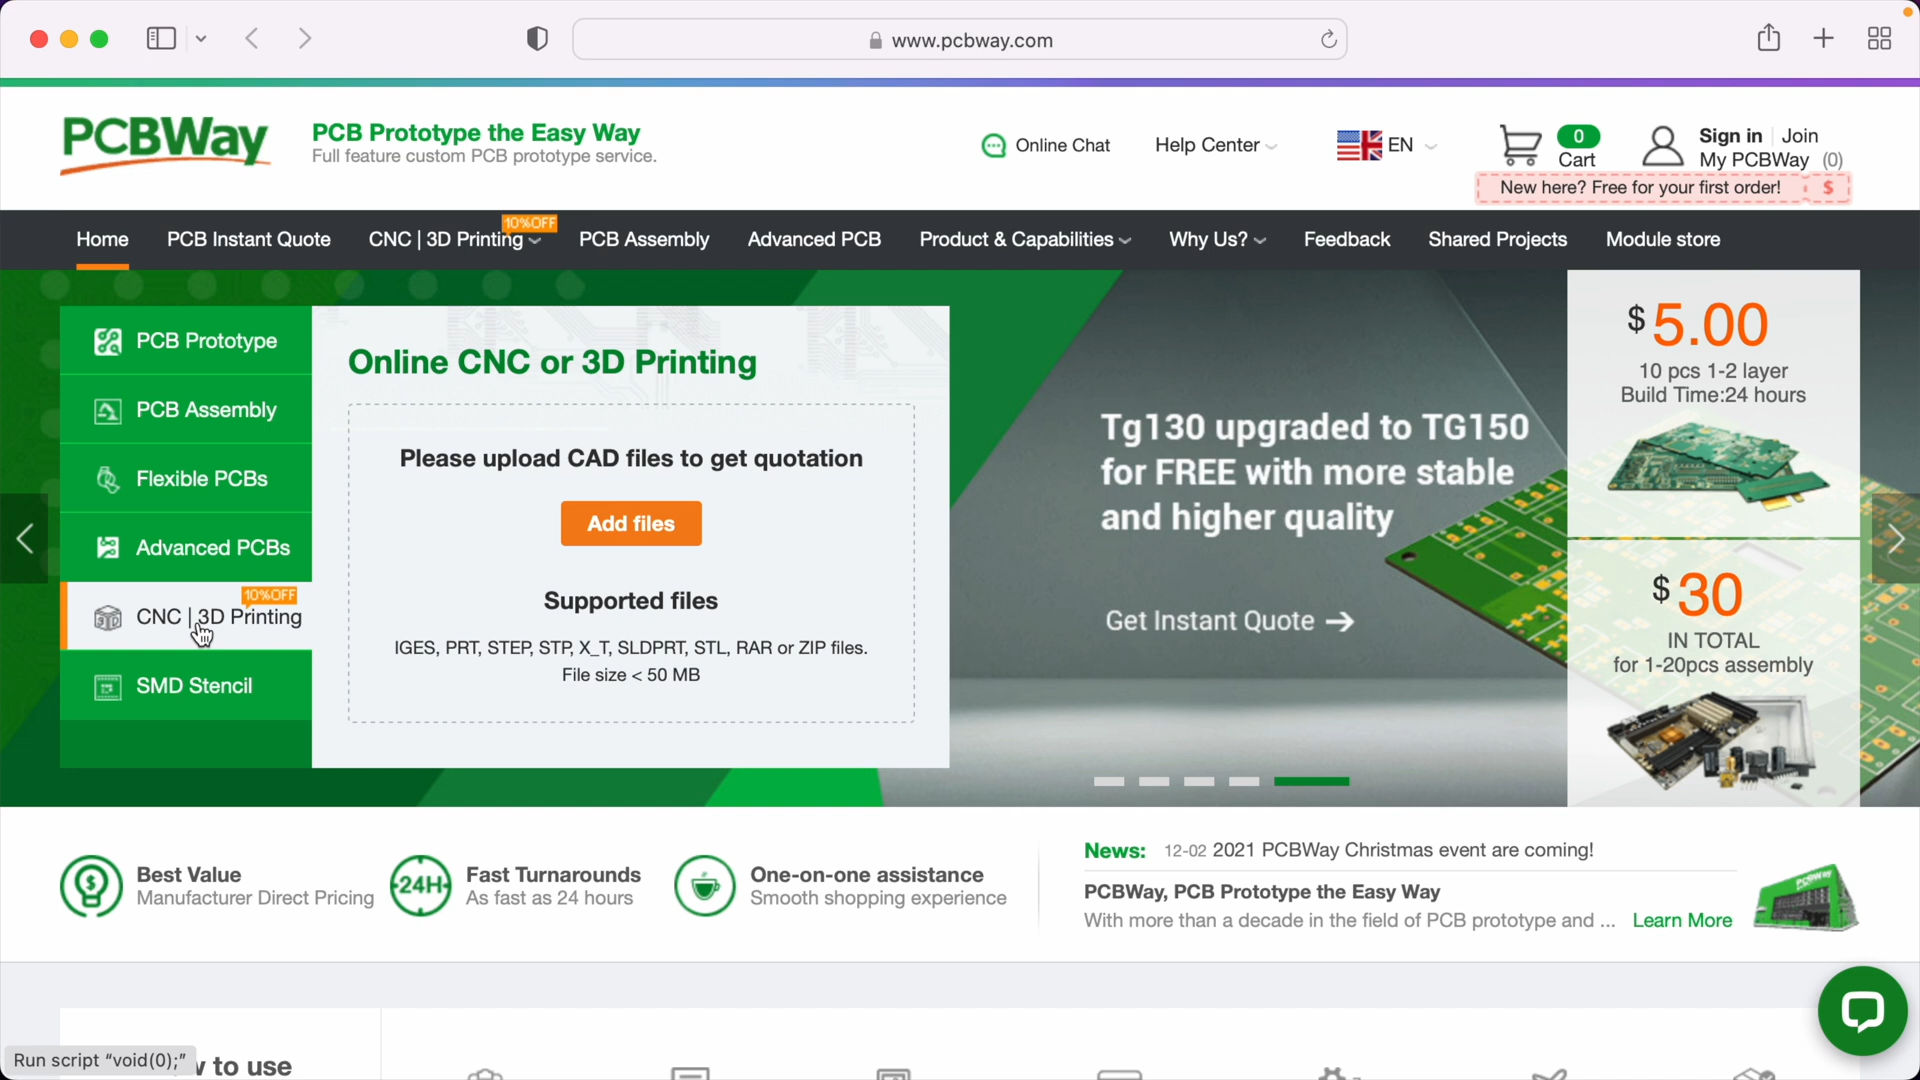 www.pcbway.com
PCBWay
PCB Prototype the Easy Way
Full feature custom PCB prototype service.
Online Chat
Help Center
EN
0
Cart
Sign in | Join
My PCBWay (0)
New here? Free for your first order! $
10%OFF
Home PCB Instant Quote CNC | 3D Printing PCB Assembly Advanced PCB Product & Capabilities Why Us? Feedback Shared Projects Module store
PCB Prototype
PCB Assembly
Flexible PCBs
Advanced PCBs
10%OFF
CNC | 3D Printing
SMD Stencil
Online CNC or 3D Printing
Please upload CAD files to get quotation
Add files
Supported files
IGES, PRT, STEP, STP, X_T, SLDPRT, STL, RAR or ZIP files.
File size < 50 MB
Tg130 upgraded to TG150
for FREE with more stable
and higher quality
Get Instant Quote →
$ 5.00
10 pcs 1-2 layer
Build Time:24 hours
$ 30
IN TOTAL
for 1-20pcs assembly
Best Value
Manufacturer Direct Pricing
24H
Fast Turnarounds
As fast as 24 hours
One-on-one assistance
Smooth shopping experience
News: 12-02 2021 PCBWay Christmas event are coming!
PCBWay, PCB Prototype the Easy Way
With more than a decade in the field of PCB prototype and ... Learn More
PCBWay
Run script “void(0);”
to use